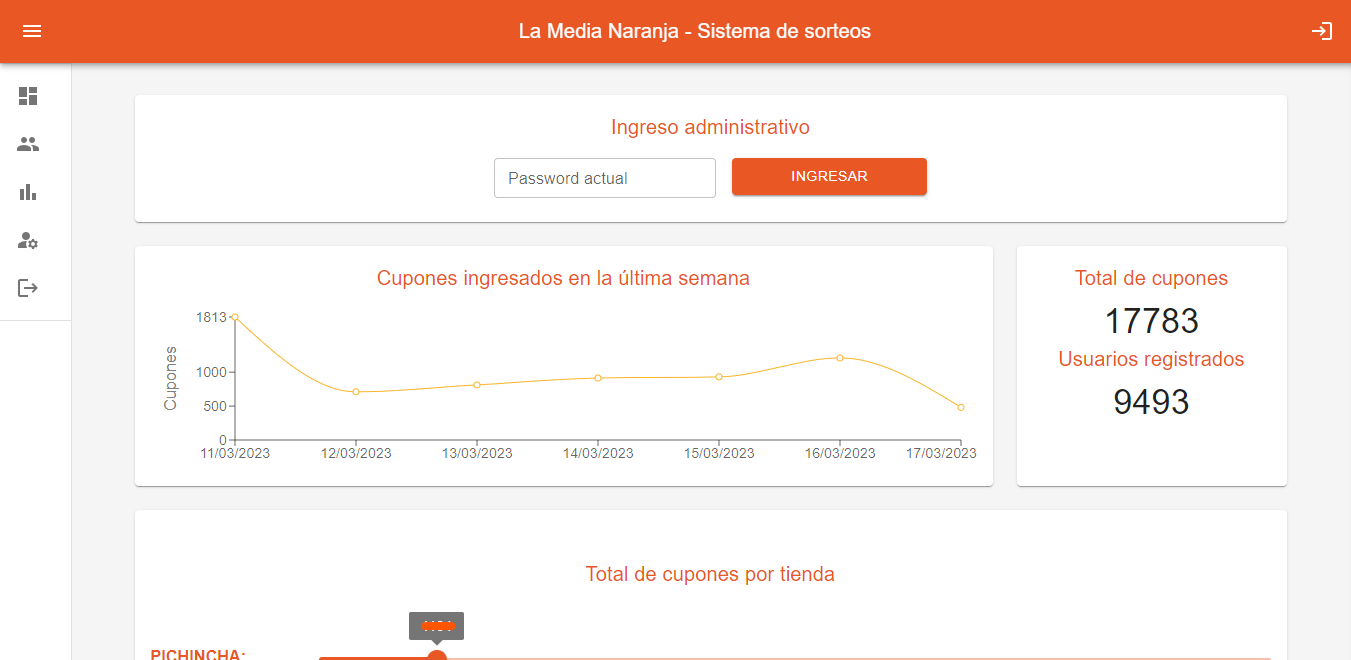 La Media Naranja - Sistema de sorteos
Ingreso administrativo
Password actual
INGRESAR
Cupones ingresados en la última semana
Cupones
1813
1000
500
0
11/03/2023 12/03/2023 13/03/2023 14/03/2023 15/03/2023 16/03/2023 17/03/2023
Total de cupones
17783
Usuarios registrados
9493
Total de cupones por tienda
PICHINCHA: